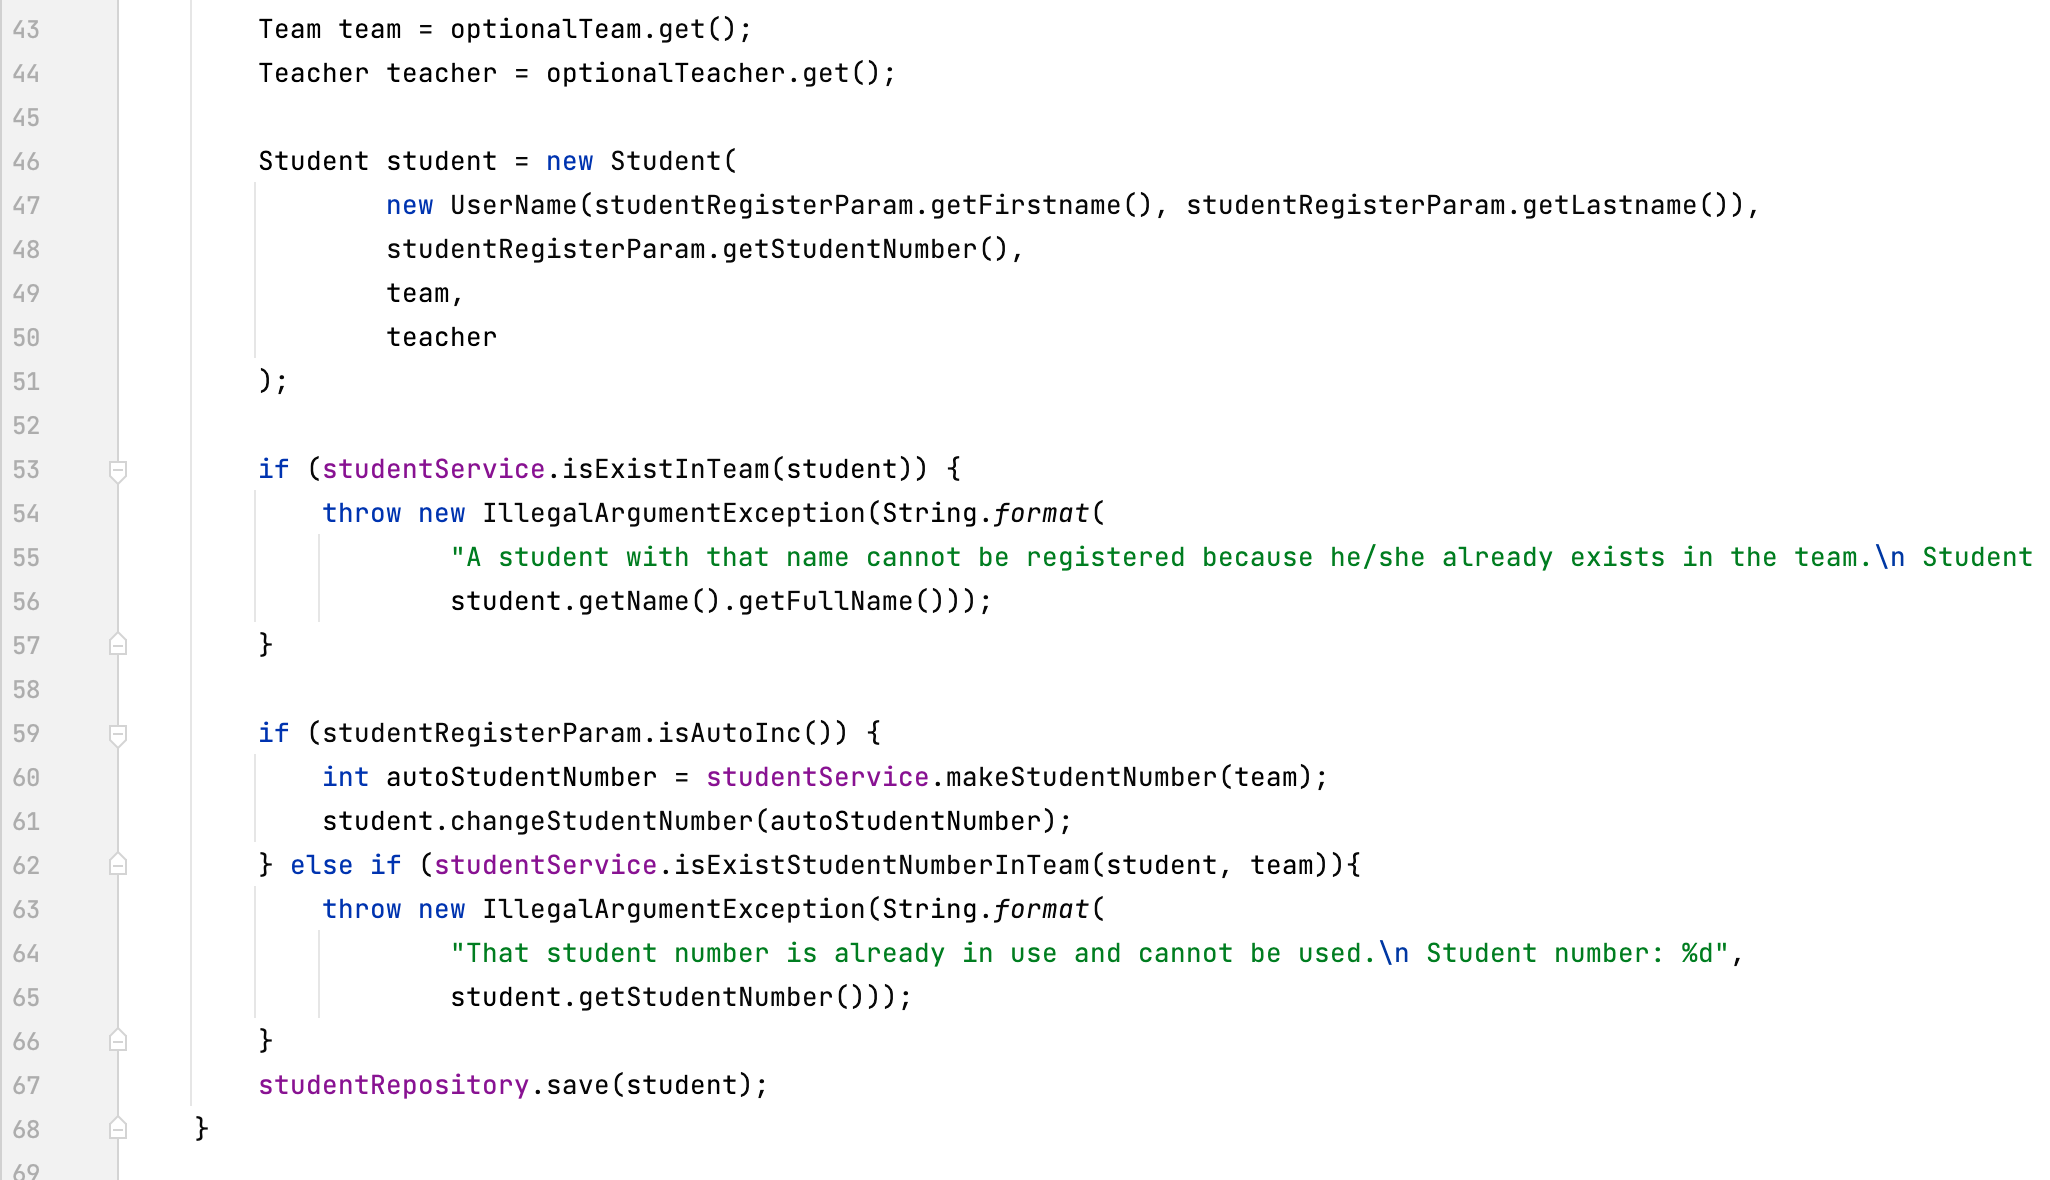 43 Team team = optionalTeam.get();
44 Teacher teacher = optionalTeacher.get();
45
46 Student student = new Student(
47 new UserName(studentRegisterParam.getFirstname(), studentRegisterParam.getLastname()),
48 studentRegisterParam.getStudentNumber(),
49 team,
50 teacher
51 );
52
53 if (studentService.isExistInTeam(student)) {
54 throw new IllegalArgumentException(String.format(
55 "A student with that name cannot be registered because he/she already exists in the team.\n Student
56 student.getName().getFullName()));
57 }
58
59 if (studentRegisterParam.isAutoInc()) {
60 int autoStudentNumber = studentService.makeStudentNumber(team);
61 student.changeStudentNumber(autoStudentNumber);
62 } else if (studentService.isExistStudentNumberInTeam(student, team)){
63 throw new IllegalArgumentException(String.format(
64 "That student number is already in use and cannot be used.\n Student number: %d",
65 student.getStudentNumber()));
66 }
67 studentRepository.save(student);
68 }
69